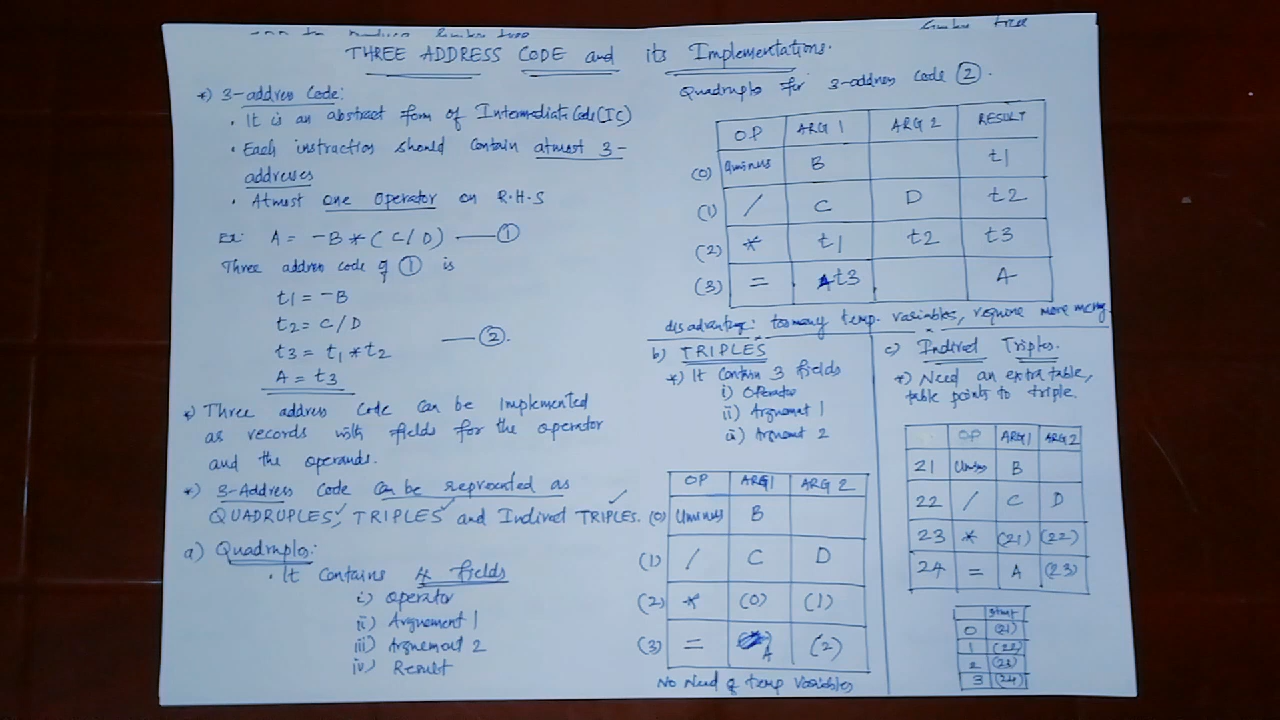 THREE ADDRESS CODE and its Implementations.
*) 3-address Code:
• It is an abstract form of Intermediate Code (IC)
• Each instruction should contain atmost 3-
addresses
• Atmost one Operator on R.H.S
Ex: A = -B * (C/D) — ①
Three address code of ① is
t1 = -B
t2 = C/D
t3 = t1 * t2 — ②.
A = t3
*) Three address Code can be Implemented
as records with fields for the operator
and the operands.
*) 3-Address Code can be represented as
QUADRUPLES, TRIPLES and Indirect TRIPLES.
a) Quadruples:
• It contains 4 fields
i) Operator
ii) Arguement 1
iii) Arguement 2
iv) Result
Quadruples for 3-address code ②.
OP ARG 1 ARG 2 RESULT
(0) Uminus B t1
(1) / C D t2
(2) * t1 t2 t3
(3) = t3 A
disadvantage: too many temp. variables, require more
b) TRIPLES
*) It Contain 3 fields
i) Operator
ii) Arguemat 1
iii) Arguemet 2
OP ARG1 ARG 2
(0) Uminus B
(1) / C D
(2) * (0) (1)
(3) = A (2)
No Need of temp Variables
c) Indirect Triples.
*) Need an extra table,
table points to triple.
OP ARG1 ARG2
21 Uminus B
22 / C D
23 * (21) (22)
24 = A (23)
0 (21)
1 (22)
2 (23)
3 (24)